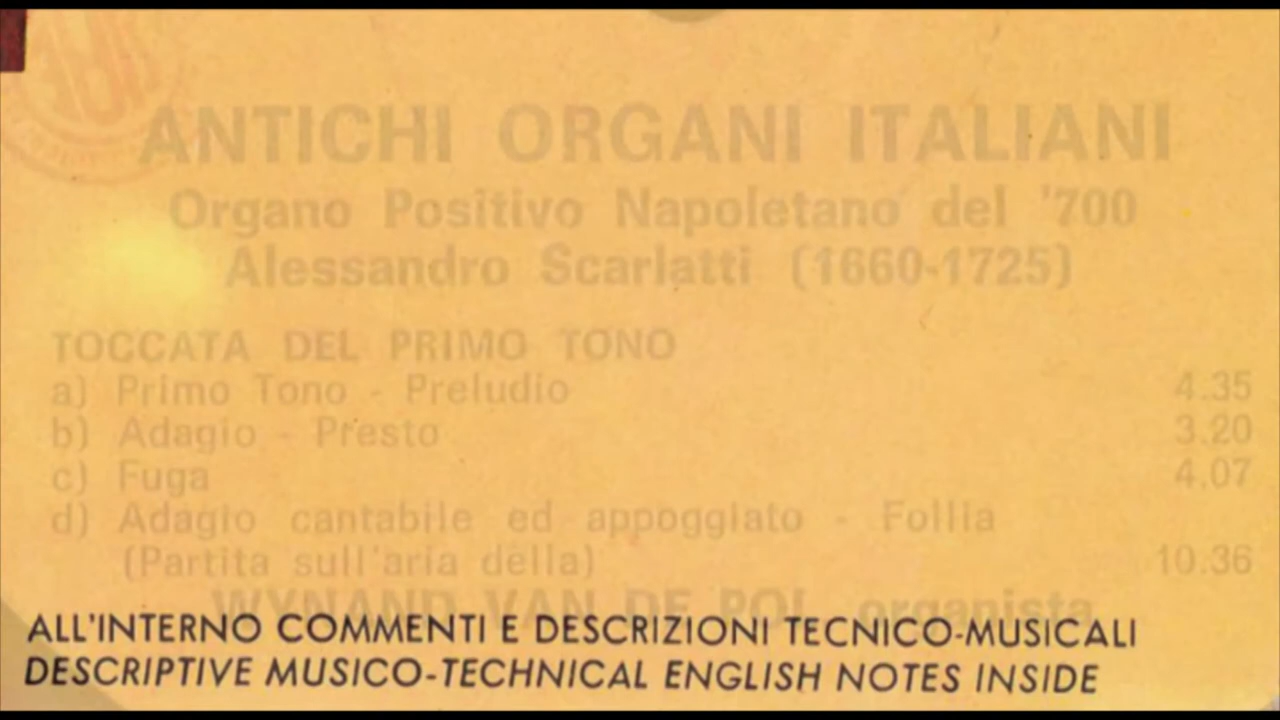 ANTICHI ORGANI ITALIANI
Organo Positivo Napoletano del '700
Alessandro Scarlatti (1660-1725)
TOCCATA DEL PRIMO TONO
a) Primo Tono - Preludio 4.35
b) Adagio - Presto 3.20
c) Fuga 4.07
d) Adagio cantabile ed appoggiato - Follia
(Partita sull'aria della) 10.36
WYNAND VAN DE POL organista
ALL'INTERNO COMMENTI E DESCRIZIONI TECNICO-MUSICALI
DESCRIPTIVE MUSICO-TECHNICAL ENGLISH NOTES INSIDE